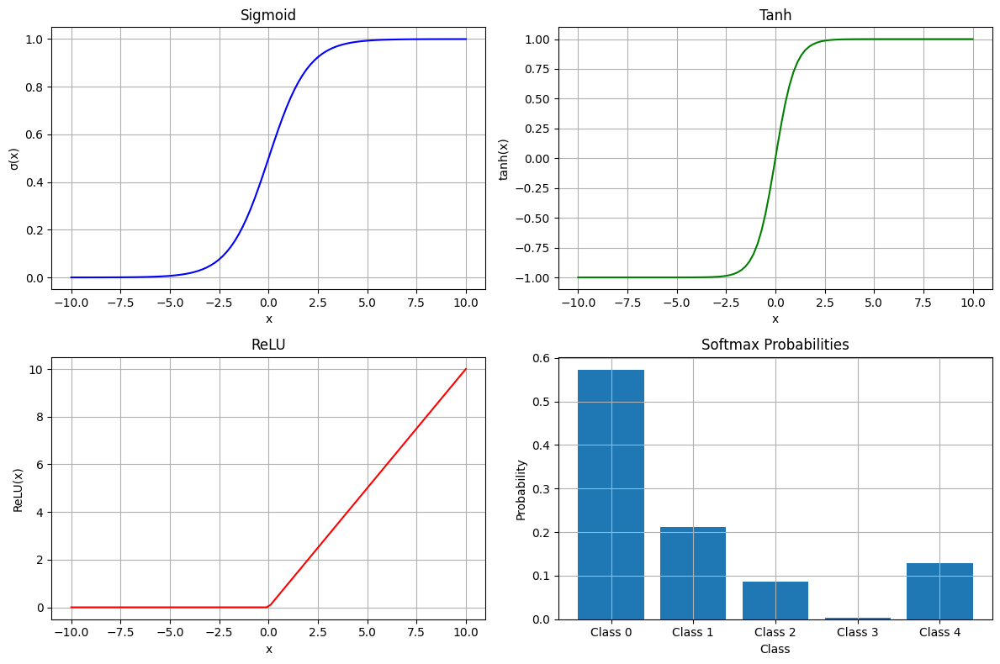 Sigmoid
1.0
0.8
0.6
0.4
0.2
0.0
σ(x)
−10.0 −7.5 −5.0 −2.5 0.0 2.5 5.0 7.5 10.0
x
Tanh
1.00
0.75
0.50
0.25
0.00
−0.25
−0.50
−0.75
−1.00
tanh(x)
−10.0 −7.5 −5.0 −2.5 0.0 2.5 5.0 7.5 10.0
x
ReLU
10
8
6
4
2
0
ReLU(x)
−10.0 −7.5 −5.0 −2.5 0.0 2.5 5.0 7.5 10.0
x
Softmax Probabilities
0.6
0.5
0.4
0.3
0.2
0.1
0.0
Probability
Class 0 Class 1 Class 2 Class 3 Class 4
Class